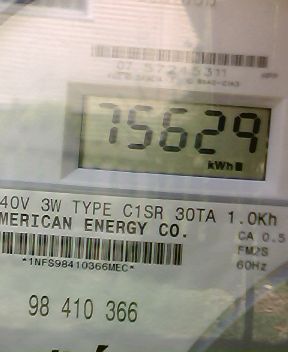 75629
kWh
40V 3W TYPE C1SR 30TA 1.0Kh
MERICAN ENERGY CO.
CA 0.5
FM2S
60Hz
*1NFS98410366MEC*
98 410 366